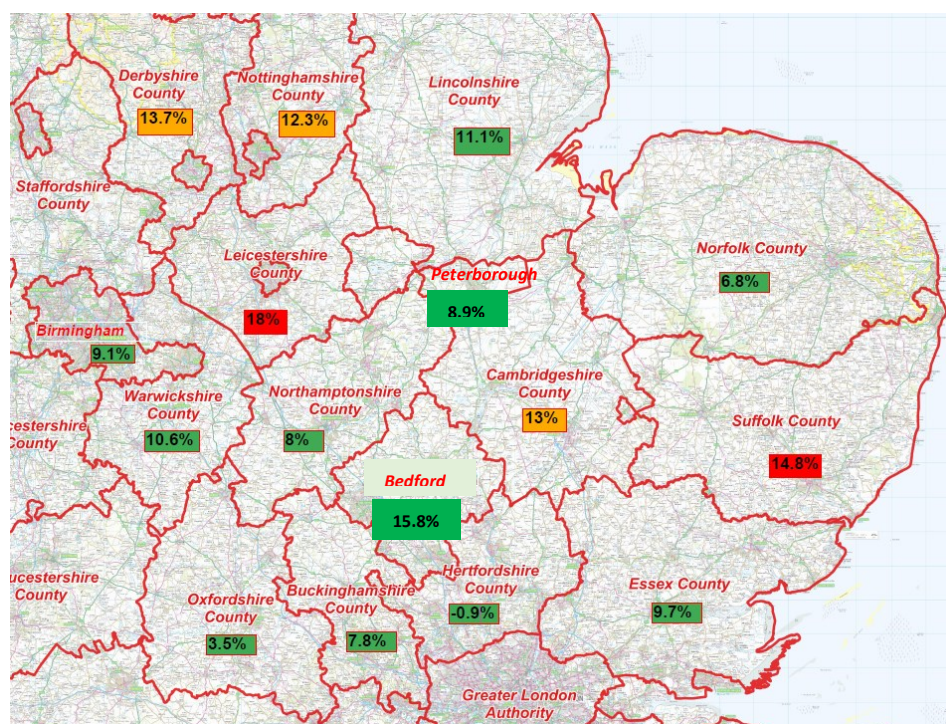 Derbyshire
County
13.7%
Nottinghamshire
County
12.3%
Lincolnshire
County
11.1%
Staffordshire
County
Leicestershire
County
18%
Peterborough
8.9%
Norfolk County
6.8%
Birmingham
9.1%
Warwickshire
County
10.6%
Northamptonshire
County
8%
Cambridgeshire
County
13%
Suffolk County
14.8%
cestershire
County
Bedford
15.8%
ucestershire
County
Oxfordshire
County
3.5%
Buckinghamshire
County
7.8%
Hertfordshire
County
-0.9%
Essex County
9.7%
Greater London
Authority